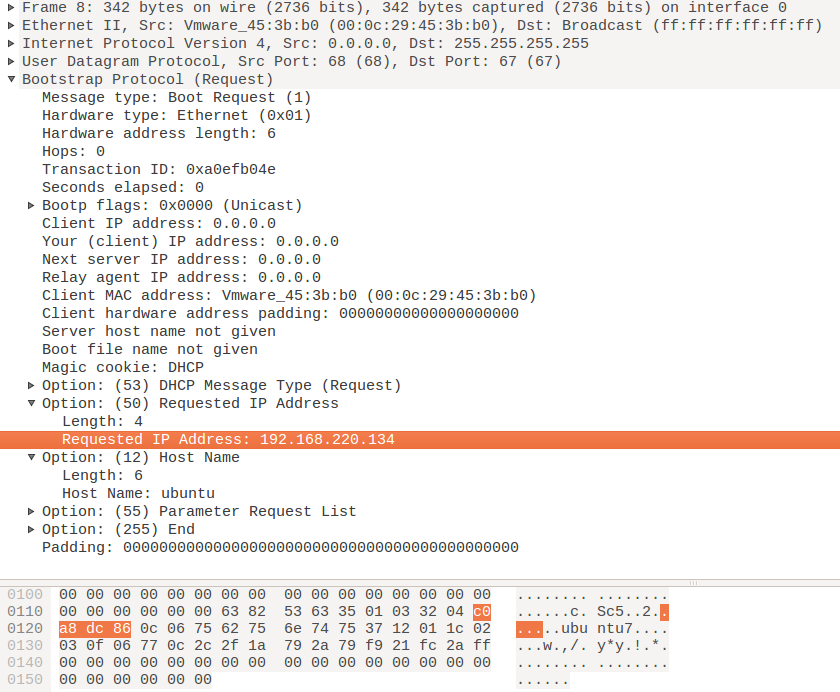 Frame 8: 342 bytes on wire (2736 bits), 342 bytes captured (2736 bits) on interface 0
Ethernet II, Src: Vmware_45:3b:b0 (00:0c:29:45:3b:b0), Dst: Broadcast (ff:ff:ff:ff:ff:ff)
Internet Protocol Version 4, Src: 0.0.0.0, Dst: 255.255.255.255
User Datagram Protocol, Src Port: 68 (68), Dst Port: 67 (67)
Bootstrap Protocol (Request)
Message type: Boot Request (1)
Hardware type: Ethernet (0x01)
Hardware address length: 6
Hops: 0
Transaction ID: 0xa0efb04e
Seconds elapsed: 0
Bootp flags: 0x0000 (Unicast)
Client IP address: 0.0.0.0
Your (client) IP address: 0.0.0.0
Next server IP address: 0.0.0.0
Relay agent IP address: 0.0.0.0
Client MAC address: Vmware_45:3b:b0 (00:0c:29:45:3b:b0)
Client hardware address padding: 00000000000000000000
Server host name not given
Boot file name not given
Magic cookie: DHCP
Option: (53) DHCP Message Type (Request)
Option: (50) Requested IP Address
Length: 4
Requested IP Address: 192.168.220.134
Option: (12) Host Name
Length: 6
Host Name: ubuntu
Option: (55) Parameter Request List
Option: (255) End
Padding: 00000000000000000000000000000000000000000000
0100 00 00 00 00 00 00 00 00 00 00 00 00 00 00 00 00 ........ ........
0110 00 00 00 00 00 00 63 82 53 63 35 01 03 32 04 c0 ......c. Sc5..2..
0120 a8 dc 86 0c 06 75 62 75 6e 74 75 37 12 01 1c 02 .....ubu ntu7....
0130 03 0f 06 77 0c 2c 2f 1a 79 2a 79 f9 21 fc 2a ff ...w.,/. y*y.!.*.
0140 00 00 00 00 00 00 00 00 00 00 00 00 00 00 00 00 ........ ........
0150 00 00 00 00 00 00 ......